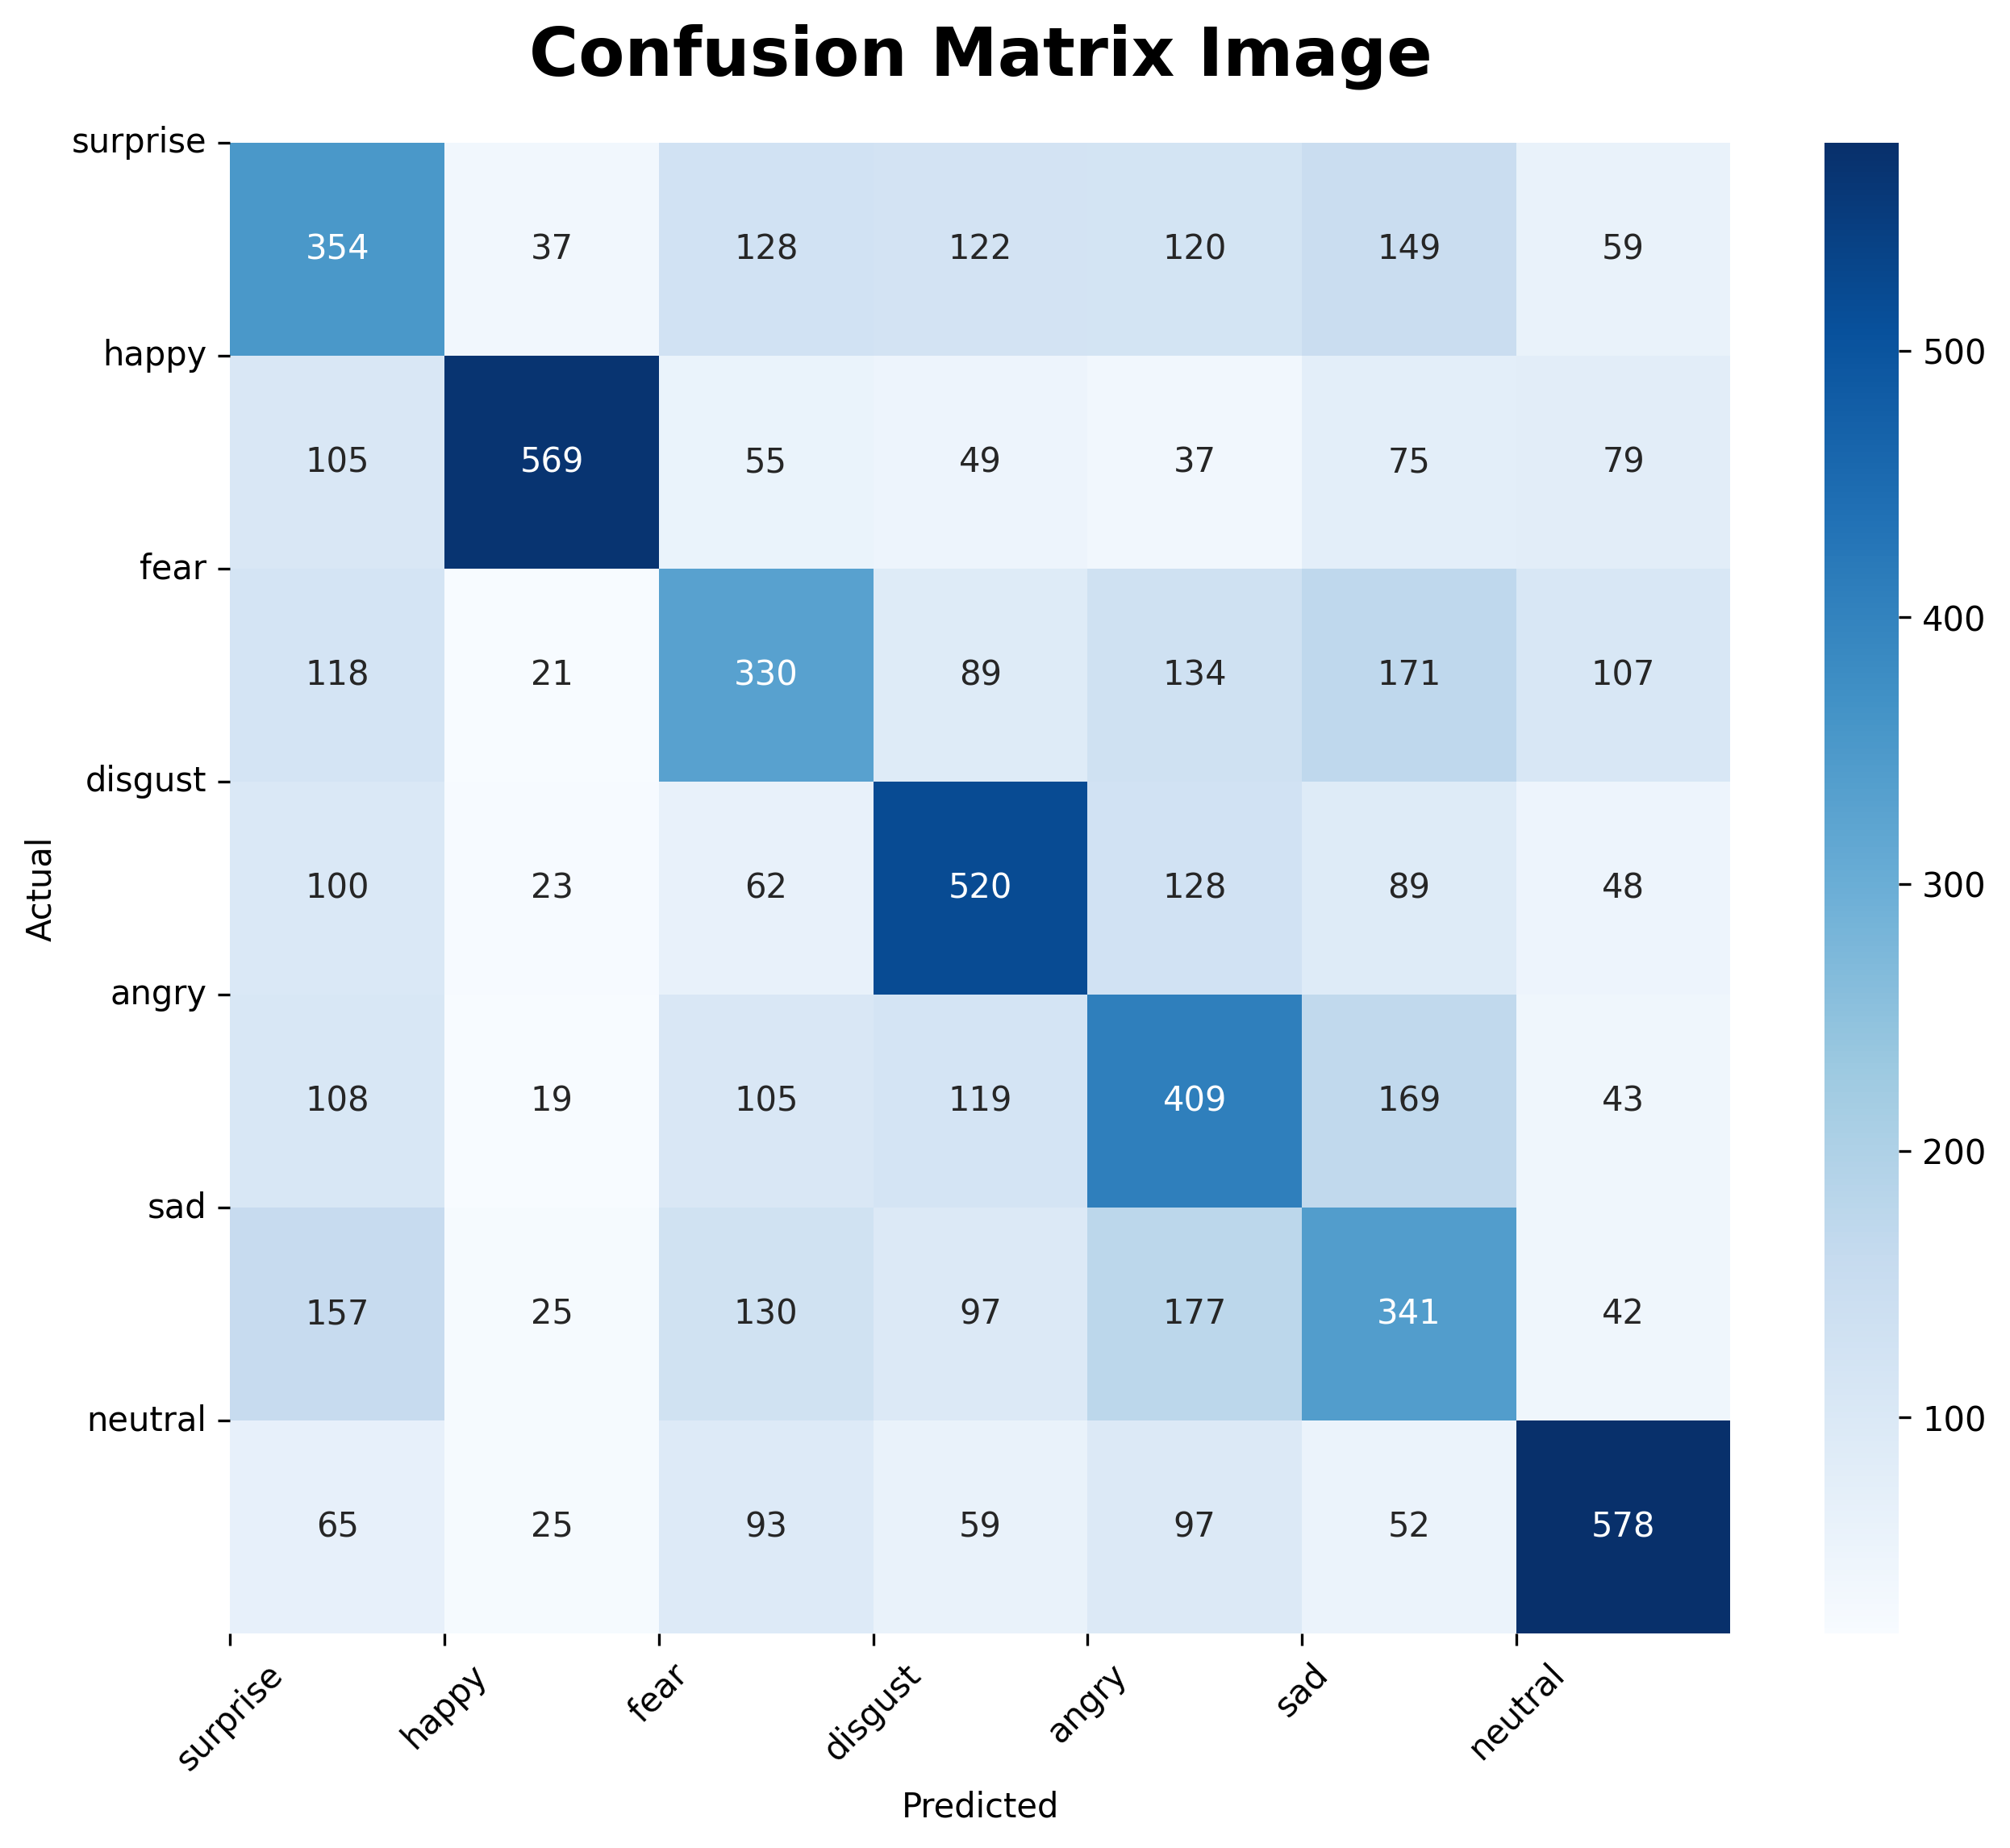 Confusion Matrix Image
surprise
354 37 128 122 120 149 59
happy
105 569 55 49 37 75 79
fear
118 21 330 89 134 171 107
disgust
100 23 62 520 128 89 48
angry
108 19 105 119 409 169 43
sad
157 25 130 97 177 341 42
neutral
65 25 93 59 97 52 578
Actual
surprise happy fear disgust angry sad neutral
Predicted
500
400
300
200
100